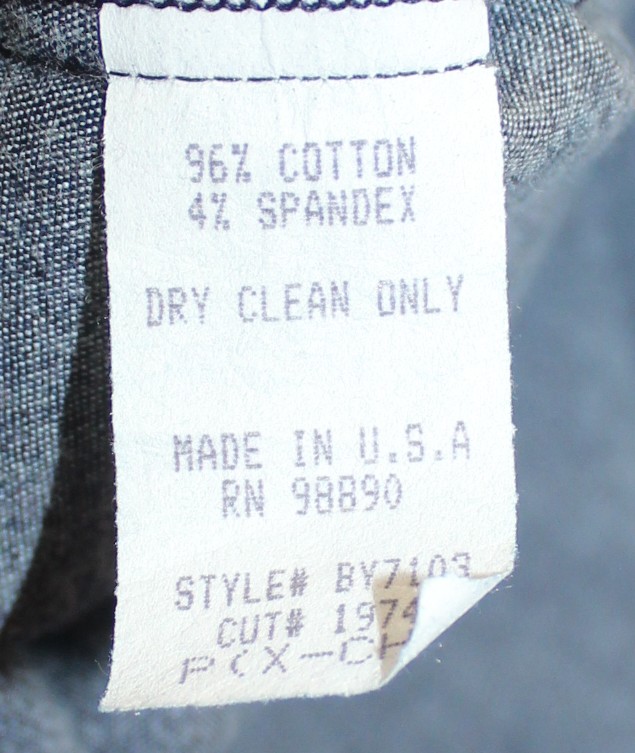 96% COTTON
4% SPANDEX
DRY CLEAN ONLY
MADE IN U.S.A
RN 98890
STYLE# BY7103
CUT# 1974